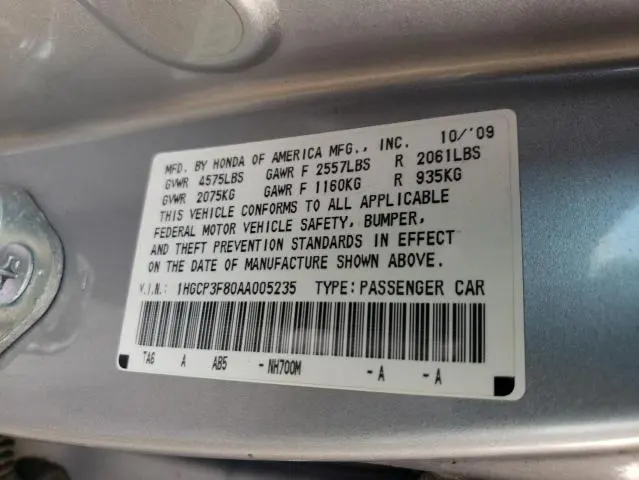 MFD. BY HONDA OF AMERICA MFG., INC. 10/'09
GVWR 4575LBS GAWR F 2557LBS R 2061LBS
GVWR 2075KG GAWR F 1160KG R 935KG
THIS VEHICLE CONFORMS TO ALL APPLICABLE
FEDERAL MOTOR VEHICLE SAFETY, BUMPER,
AND THEFT PREVENTION STANDARDS IN EFFECT
ON THE DATE OF MANUFACTURE SHOWN ABOVE.
V.I.N.: 1HGCP3F80AA005235 TYPE: PASSENGER CAR
TA6 A AB5 - NH700M - A - A